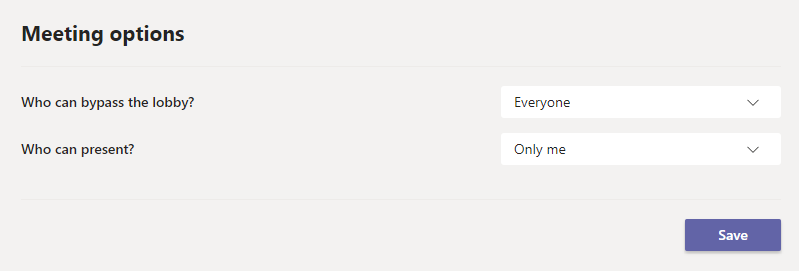 Meeting options
Who can bypass the lobby? Everyone
Who can present? Only me
Save